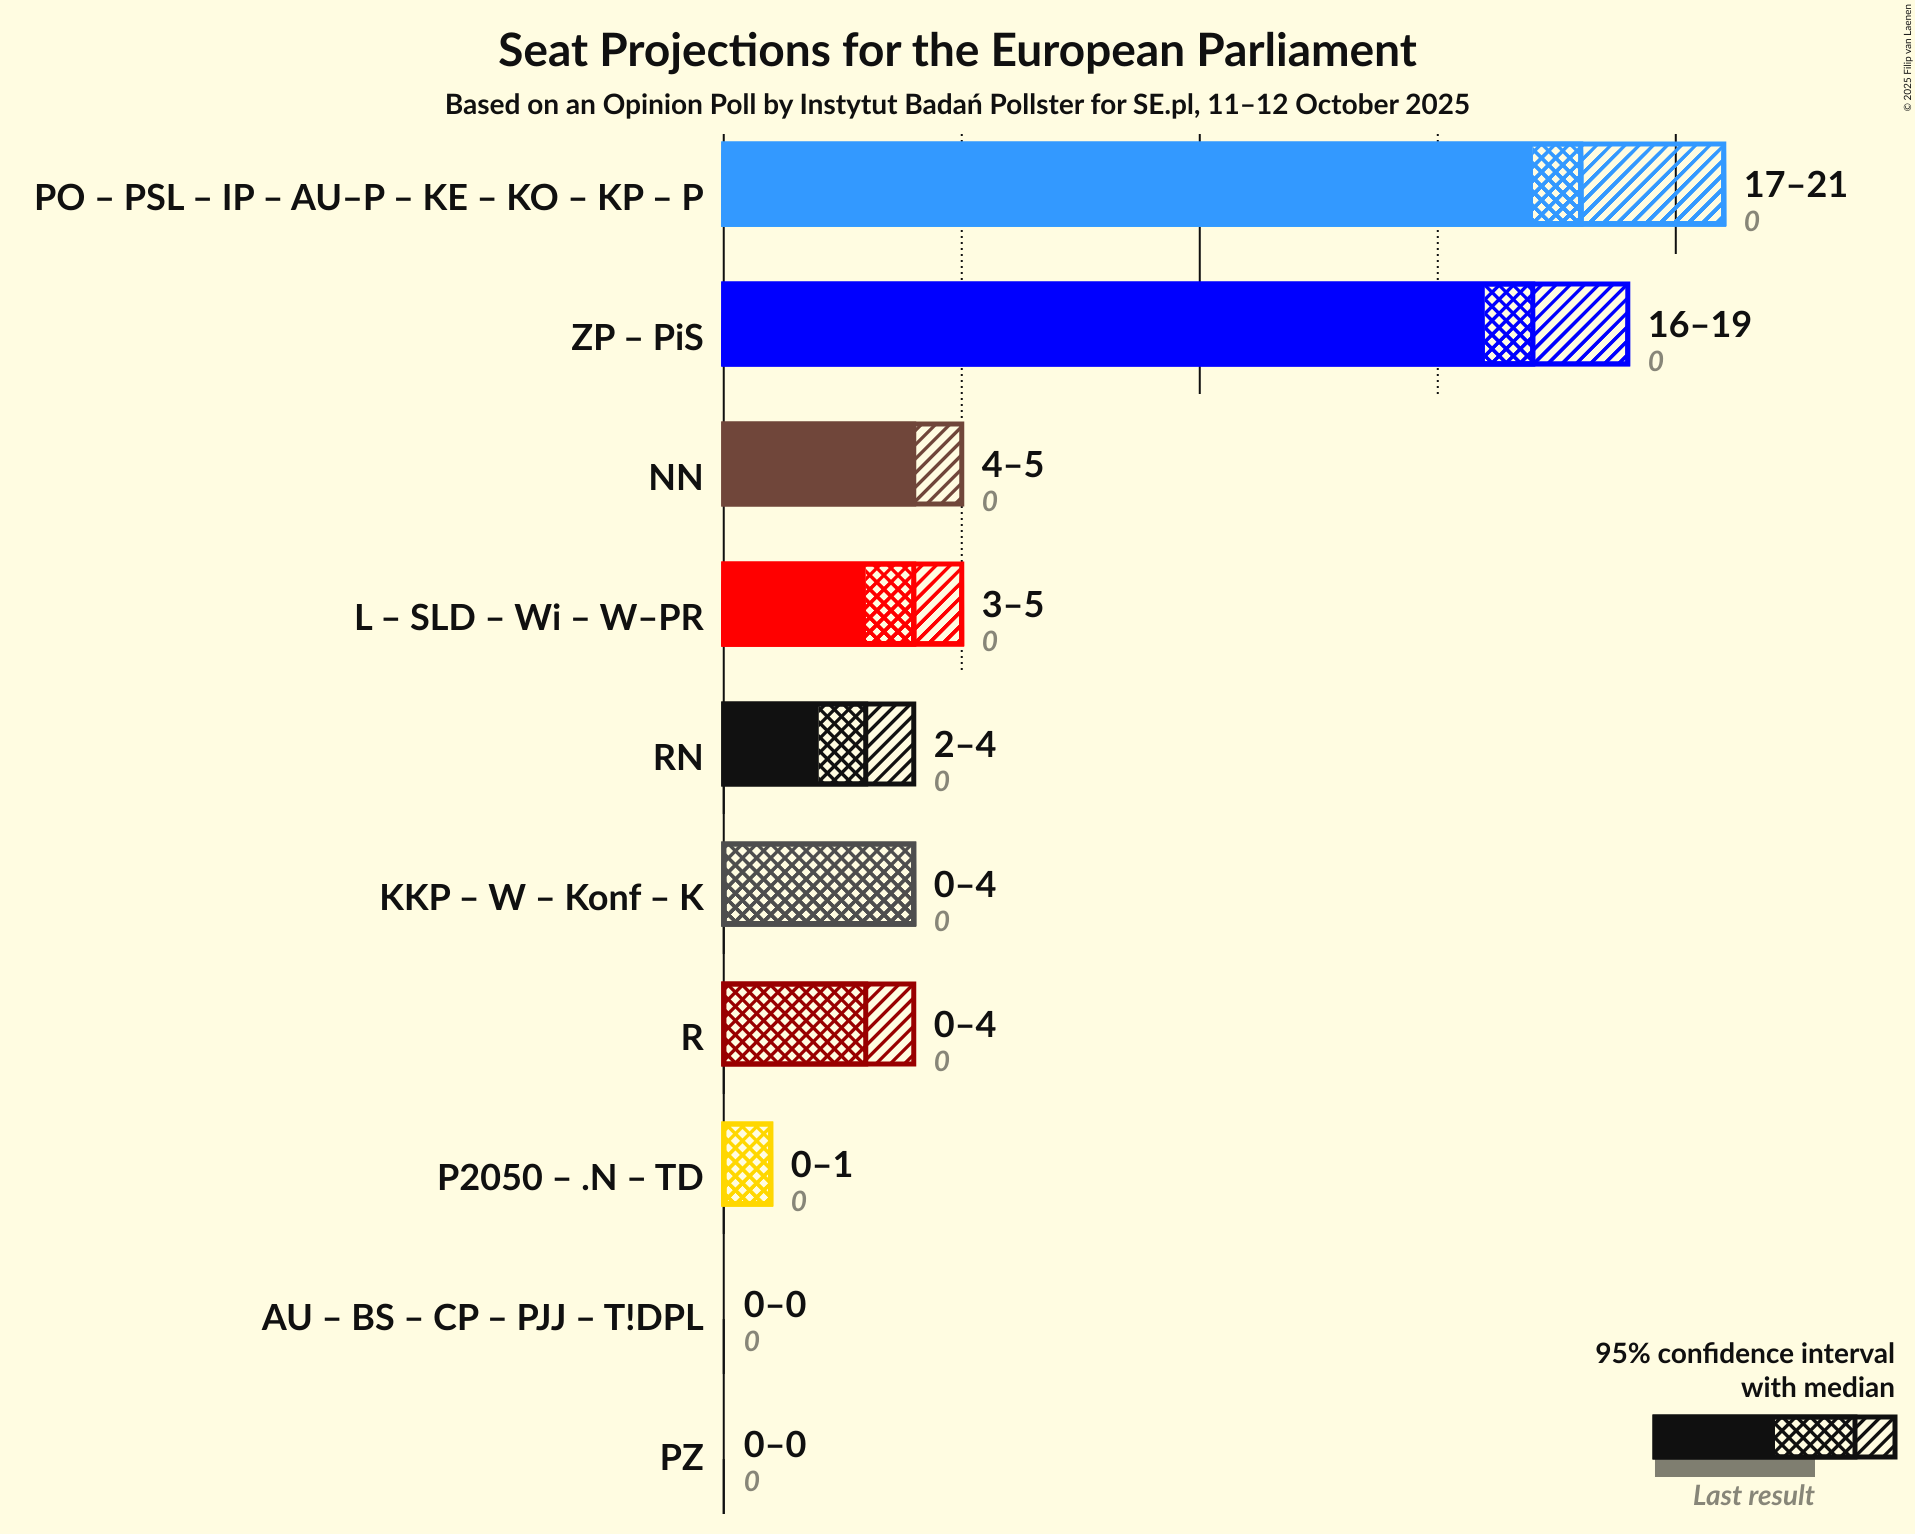 Seat Projections for the European Parliament
Based on an Opinion Poll by Instytut Badań Pollster for SE.pl, 11–12 October 2025
© 2025 Filip van Laenen
PO – PSL – IP – AU–P – KE – KO – KP – P
17–21
0
ZP – PiS
16–19
0
NN
4–5
0
L – SLD – Wi – W–PR
3–5
0
RN
2–4
0
KKP – W – Konf – K
0–4
0
R
0–4
0
P2050 – .N – TD
0–1
0
AU – BS – CP – PJJ – T!DPL
0–0
0
PZ
0–0
0
95% confidence interval
with median
Last result